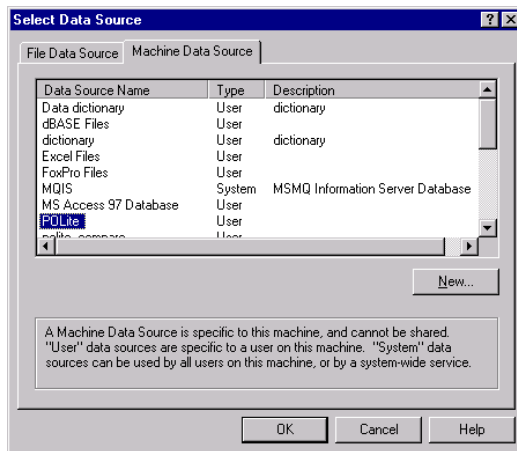 Select Data Source
File Data Source Machine Data Source
Data Source Name Type Description
Data dictionary User dictionary
dBASE Files User
dictionary User dictionary
Excel Files User
FoxPro Files User
MQIS System MSMQ Information Server Database
MS Access 97 Database User
POLite User
polite_compare User
New...
A Machine Data Source is specific to this machine, and cannot be shared.
"User" data sources are specific to a user on this machine. "System" data
sources can be used by all users on this machine, or by a system-wide service.
OK Cancel Help